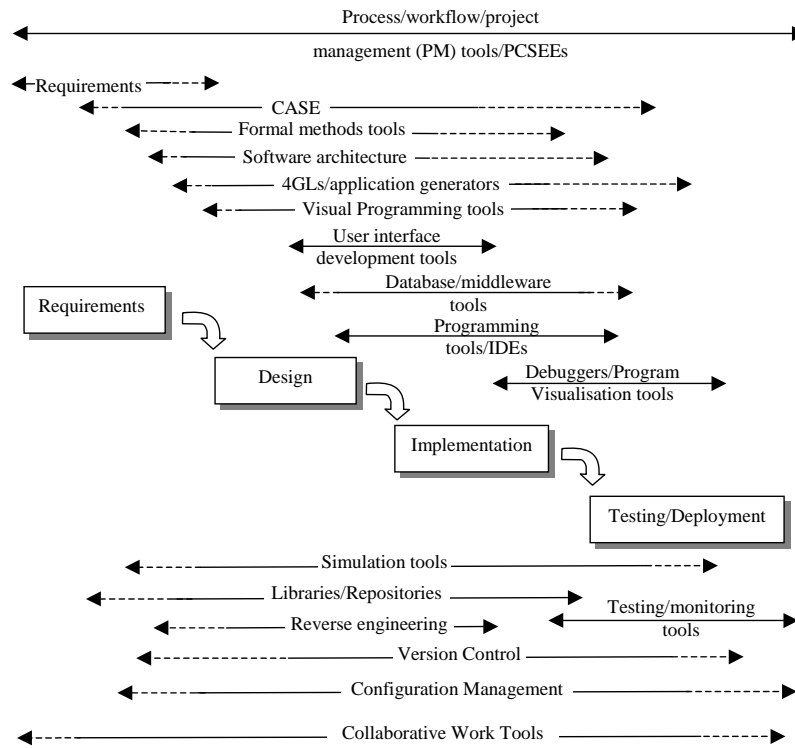 Process/workflow/project
management (PM) tools/PCSEEs
Requirements
CASE
Formal methods tools
Software architecture
4GLs/application generators
Visual Programming tools
User interface
development tools
Database/middleware
tools
Requirements
Programming
tools/IDEs
Design
Debuggers/Program
Visualisation tools
Implementation
Testing/Deployment
Simulation tools
Libraries/Repositories
Testing/monitoring
tools
Reverse engineering
Version Control
Configuration Management
Collaborative Work Tools